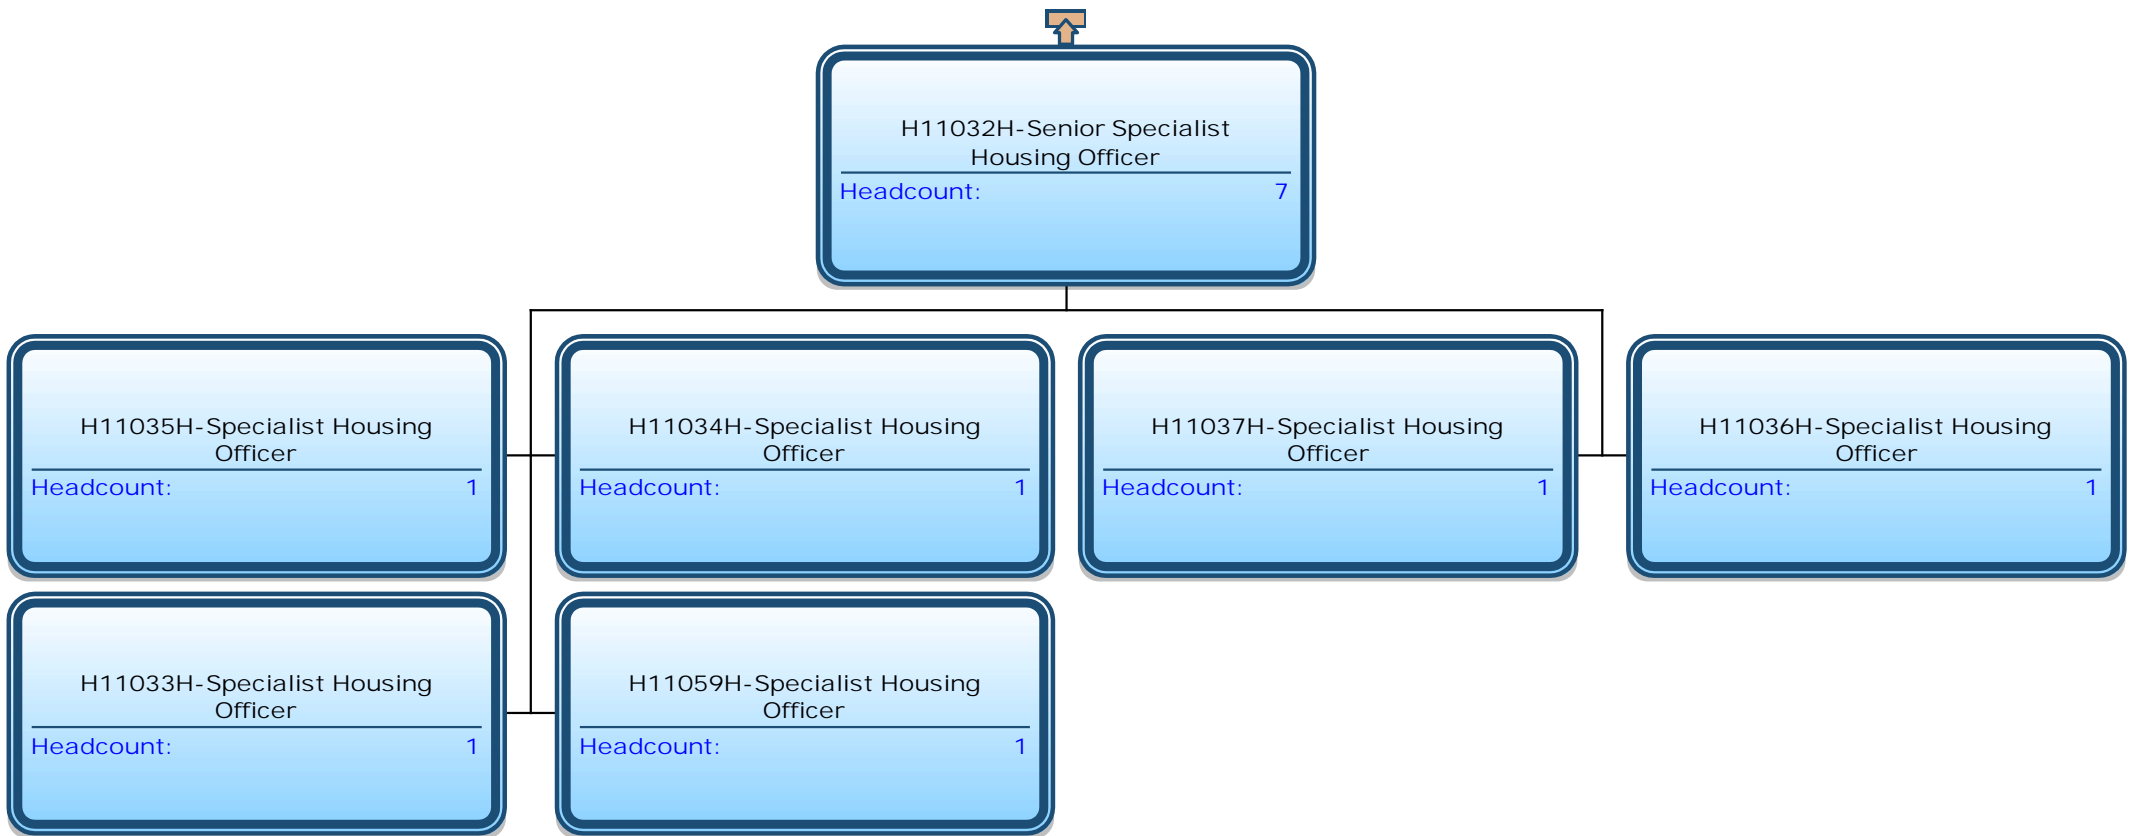 H11032H-Senior Specialist
Housing Officer
Headcount: 7
H11035H-Specialist Housing
Officer
Headcount: 1
H11034H-Specialist Housing
Officer
Headcount: 1
H11037H-Specialist Housing
Officer
Headcount: 1
H11036H-Specialist Housing
Officer
Headcount: 1
H11033H-Specialist Housing
Officer
Headcount: 1
H11059H-Specialist Housing
Officer
Headcount: 1